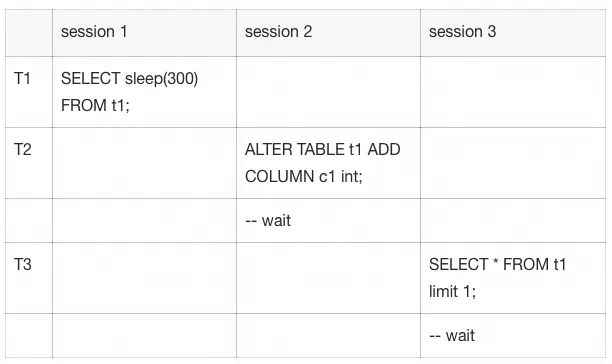 session 1 session 2 session 3
T1 SELECT sleep(300)
FROM t1;
T2 ALTER TABLE t1 ADD
COLUMN c1 int;
-- wait
T3 SELECT * FROM t1
limit 1;
-- wait